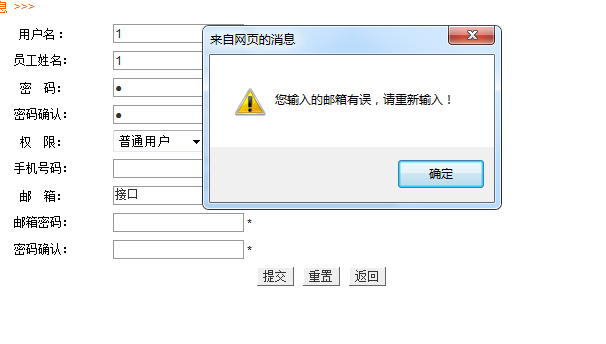 息 >>>
用户名： 1
员工姓名： 1
密 码： ●
密码确认： ●
权 限： 普通用户
手机号码：
邮 箱： 接口
邮箱密码： *
密码确认： *
提交 重置 返回
来自网页的消息
您输入的邮箱有误，请重新输入！
确定